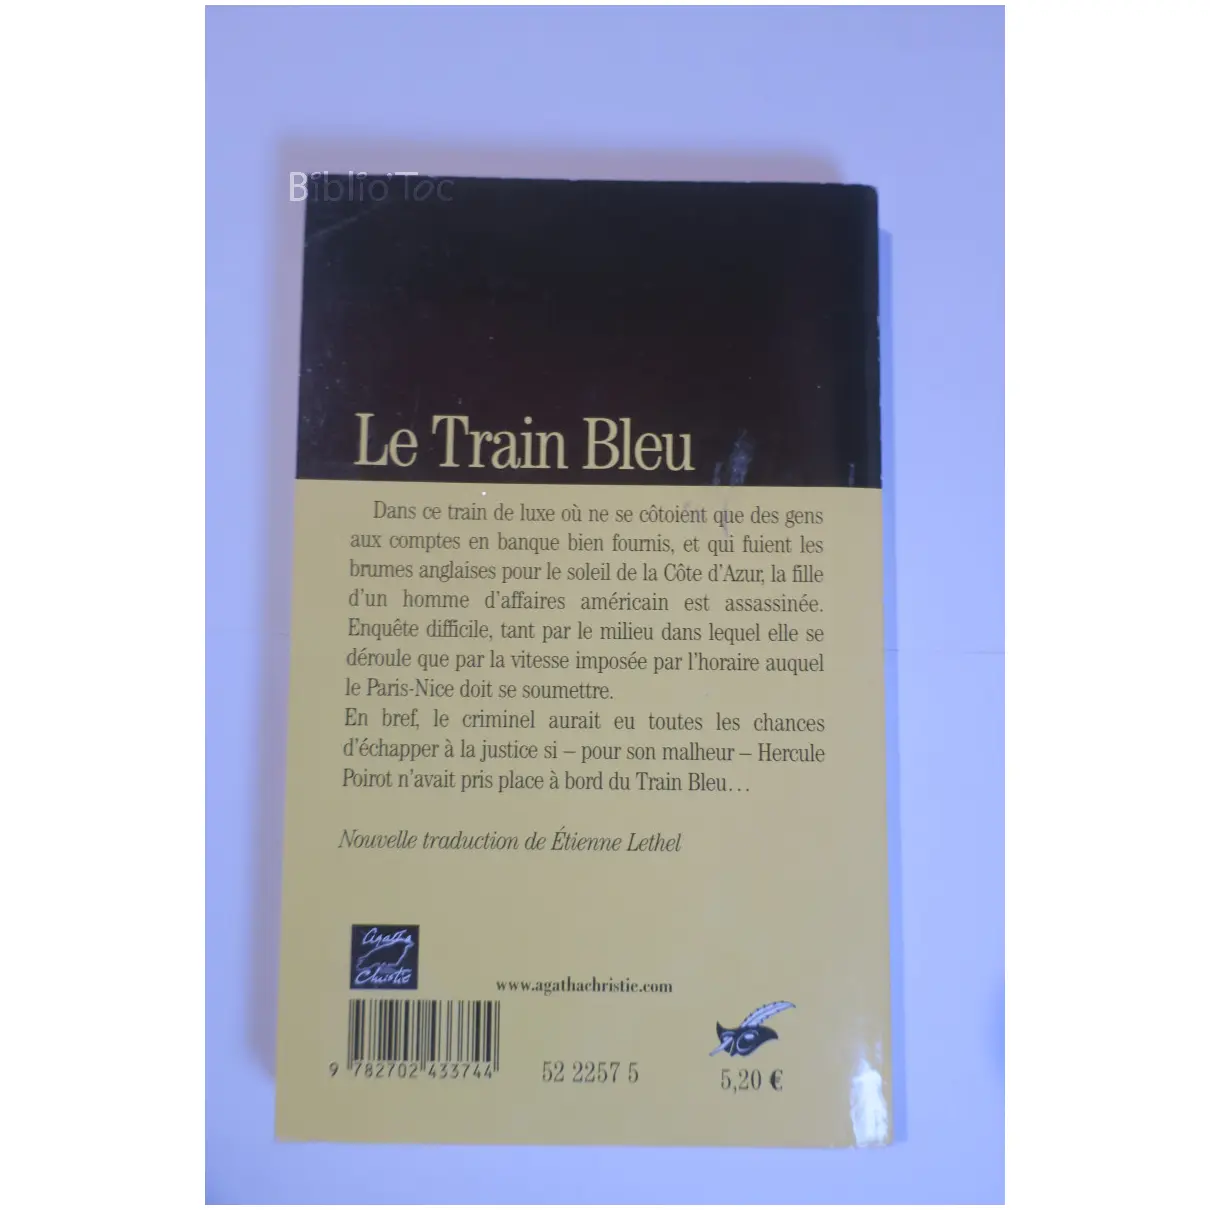 Biblio'Toc
Le Train Bleu
Dans ce train de luxe où ne se côtoient que des gens
aux comptes en banque bien fournis, et qui fuient les
brumes anglaises pour le soleil de la Côte d'Azur, la fille
d'un homme d'affaires américain est assassinée.
Enquête difficile, tant par le milieu dans lequel elle se
déroule que par la vitesse imposée par l'horaire auquel
le Paris-Nice doit se soumettre.
En bref, le criminel aurait eu toutes les chances
d'échapper à la justice si – pour son malheur – Hercule
Poirot n'avait pris place à bord du Train Bleu…
Nouvelle traduction de Étienne Lethel
Agatha
Christie
www.agathachristie.com
9 782702 433744
52 2257 5
5,20 €